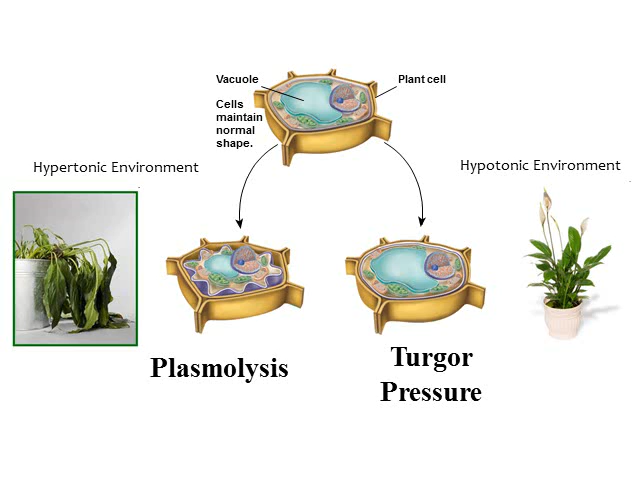 Vacuole
Plant cell
Cells
maintain
normal
shape.
Hypertonic Environment
Hypotonic Environment
Plasmolysis
Turgor
Pressure